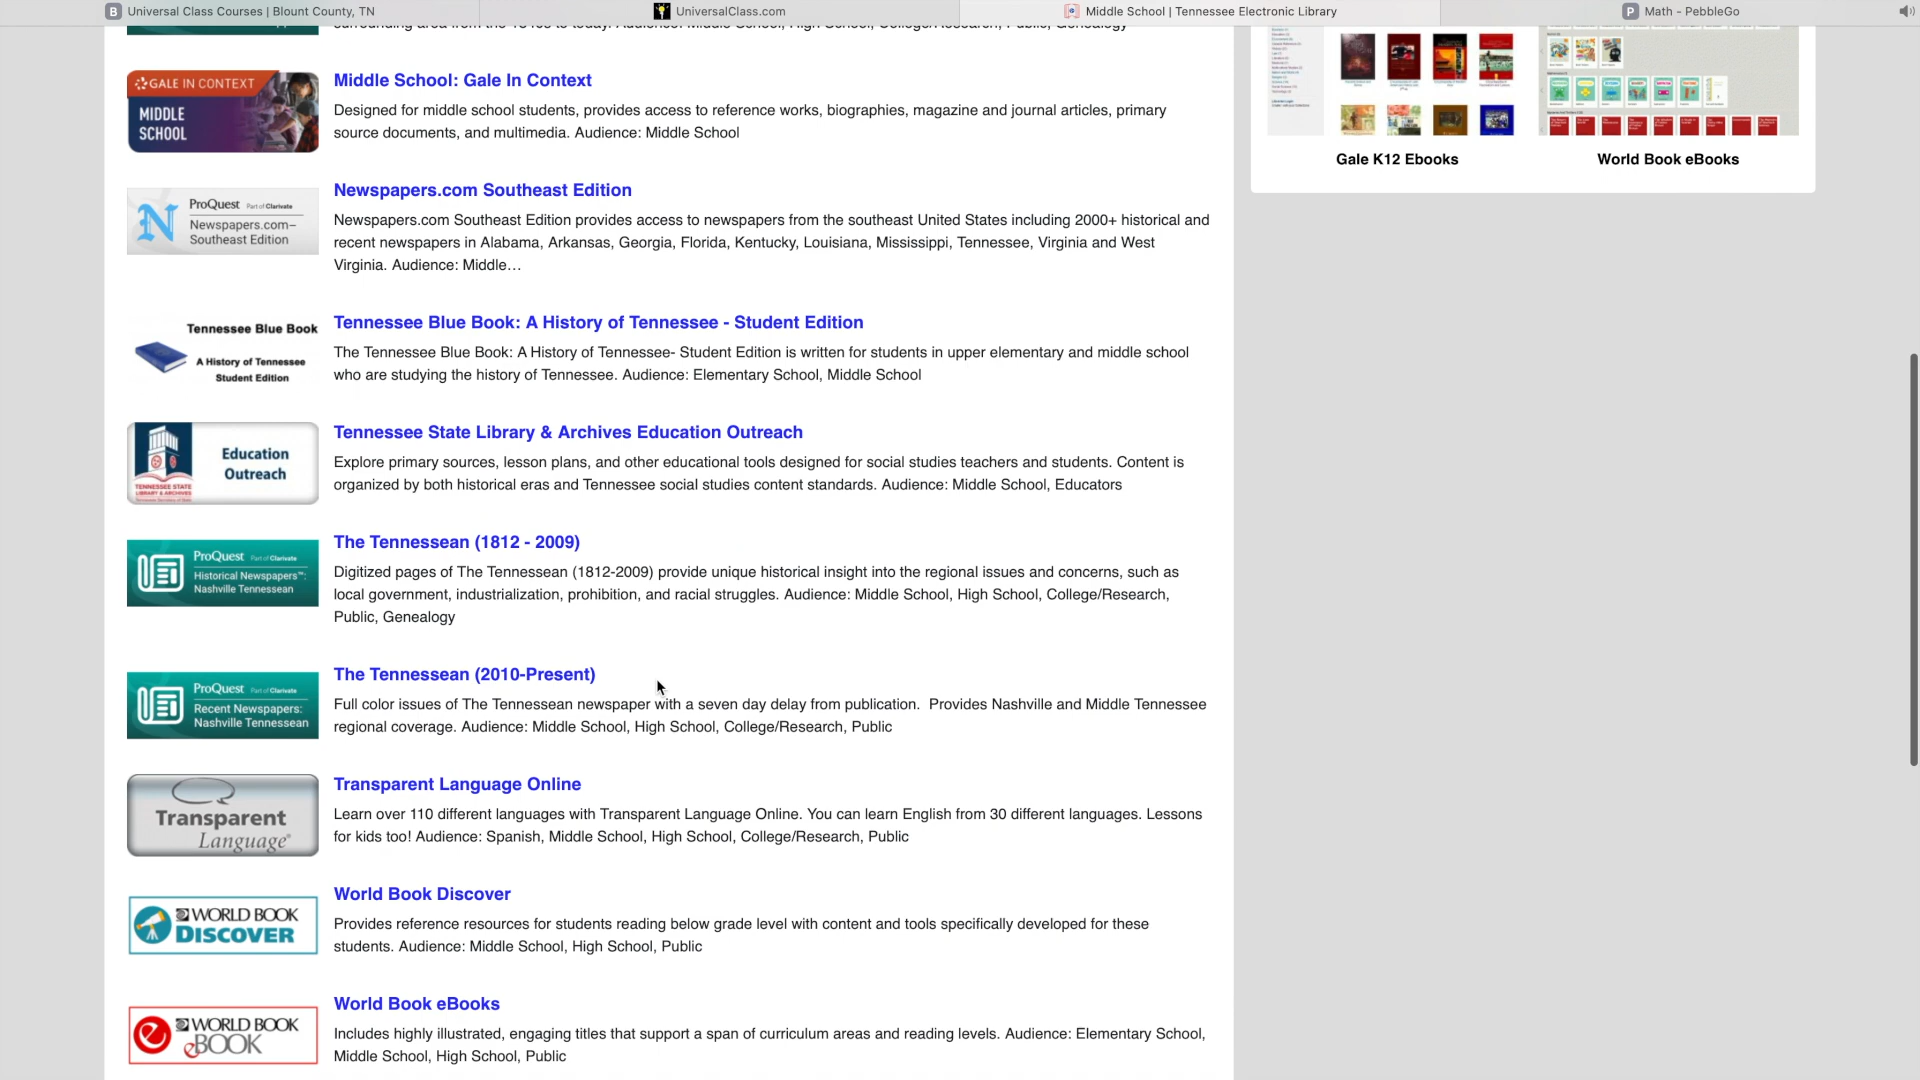 Universal Class Courses | Blount County, TN
UniversalClass.com
Middle School | Tennessee Electronic Library
Math - PebbleGo
GALE IN CONTEXT
MIDDLE
SCHOOL
Middle School: Gale In Context
Designed for middle school students, provides access to reference works, biographies, magazine and journal articles, primary
source documents, and multimedia. Audience: Middle School
ProQuest Part of Clarivate
Newspapers.com–
Southeast Edition
Newspapers.com Southeast Edition
Newspapers.com Southeast Edition provides access to newspapers from the southeast United States including 2000+ historical and
recent newspapers in Alabama, Arkansas, Georgia, Florida, Kentucky, Louisiana, Mississippi, Tennessee, Virginia and West
Virginia. Audience: Middle…
Tennessee Blue Book
A History of Tennessee
Student Edition
Tennessee Blue Book: A History of Tennessee - Student Edition
The Tennessee Blue Book: A History of Tennessee- Student Edition is written for students in upper elementary and middle school
who are studying the history of Tennessee. Audience: Elementary School, Middle School
Education
Outreach
TENNESSEE STATE
LIBRARY & ARCHIVES
Tennessee State Library & Archives Education Outreach
Explore primary sources, lesson plans, and other educational tools designed for social studies teachers and students. Content is
organized by both historical eras and Tennessee social studies content standards. Audience: Middle School, Educators
ProQuest Part of Clarivate
Historical Newspapers™:
Nashville Tennessean
The Tennessean (1812 - 2009)
Digitized pages of The Tennessean (1812-2009) provide unique historical insight into the regional issues and concerns, such as
local government, industrialization, prohibition, and racial struggles. Audience: Middle School, High School, College/Research,
Public, Genealogy
ProQuest Part of Clarivate
Recent Newspapers:
Nashville Tennessean
The Tennessean (2010-Present)
Full color issues of The Tennessean newspaper with a seven day delay from publication.  Provides Nashville and Middle Tennessee
regional coverage. Audience: Middle School, High School, College/Research, Public
Transparent
Language®
Transparent Language Online
Learn over 110 different languages with Transparent Language Online. You can learn English from 30 different languages. Lessons
for kids too! Audience: Spanish, Middle School, High School, College/Research, Public
WORLD BOOK
DISCOVER
World Book Discover
Provides reference resources for students reading below grade level with content and tools specifically developed for these
students. Audience: Middle School, High School, Public
WORLD BOOK
eBOOK
World Book eBooks
Includes highly illustrated, engaging titles that support a span of curriculum areas and reading levels. Audience: Elementary School,
Middle School, High School, Public
Gale K12 Ebooks
World Book eBooks